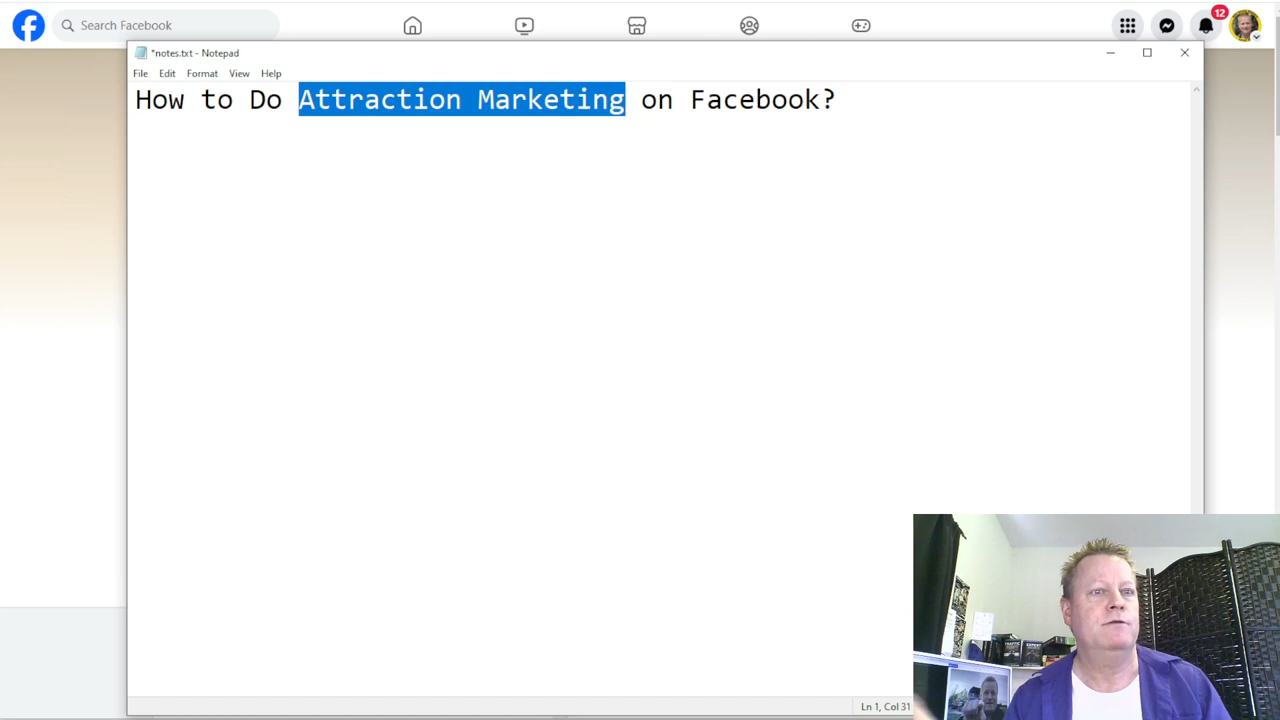 Search Facebook
12
*notes.txt - Notepad
File Edit Format View Help
How to Do Attraction Marketing on Facebook?
Ln 1, Col 31